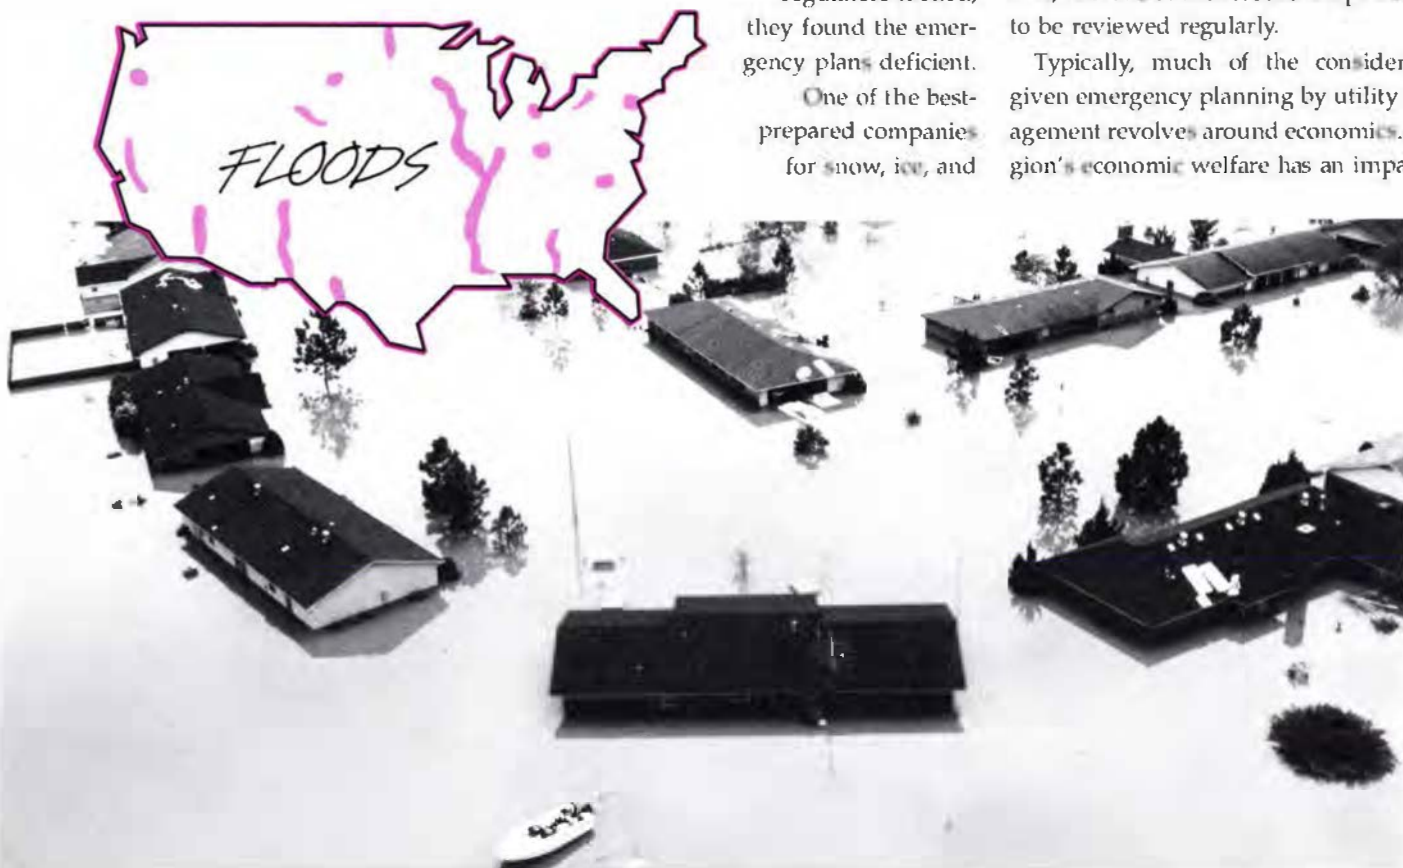 they found the emer-
gency plans deficient.
One of the best-
prepared companies
for snow, ice, and
to be reviewed regularly.
Typically, much of the consider
given emergency planning by utility
agement revolves around economics.
gion's economic welfare has an impa
FLOODS